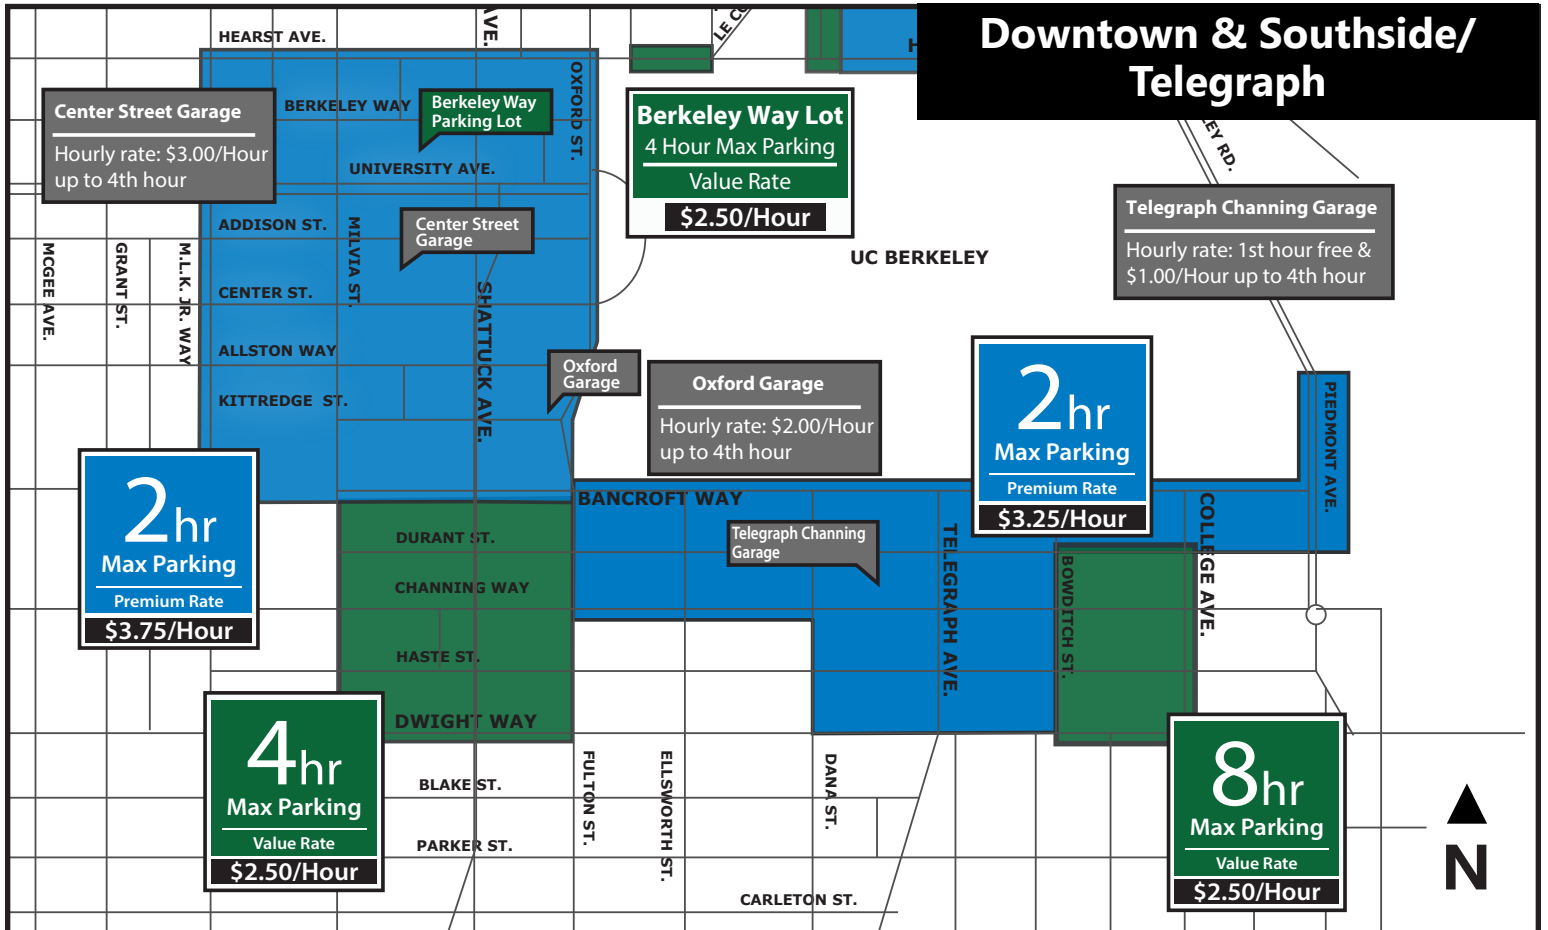 Downtown & Southside/
Telegraph
HEARST AVE.
AVE.
LE CO
H
OXFORD ST.
BERKELEY WAY
Center Street Garage
Hourly rate: $3.00/Hour
up to 4th hour
Berkeley Way
Parking Lot
Berkeley Way Lot
4 Hour Max Parking
Value Rate
$2.50/Hour
LEY RD.
UNIVERSITY AVE.
Telegraph Channing Garage
Hourly rate: 1st hour free &
$1.00/Hour up to 4th hour
ADDISON ST.
Center Street
Garage
MILVIA ST.
MCGEE AVE.
GRANT ST.
M.L.K. JR. WAY
UC BERKELEY
CENTER ST.
SHATTUCK AVE.
ALLSTON WAY
Oxford
Garage
KITTREDGE ST.
Oxford Garage
Hourly rate: $2.00/Hour
up to 4th hour
2hr
Max Parking
Premium Rate
$3.25/Hour
PIEDMONT AVE.
2hr
Max Parking
Premium Rate
$3.75/Hour
BANCROFT WAY
COLLEGE AVE.
DURANT ST.
Telegraph Channing
Garage
TELEGRAPH AVE.
BOWDITCH ST.
CHANNING WAY
HASTE ST.
DWIGHT WAY
4hr
Max Parking
Value Rate
$2.50/Hour
8hr
Max Parking
Value Rate
$2.50/Hour
BLAKE ST.
FULTON ST.
ELLSWORTH ST.
DANA ST.
PARKER ST.
CARLETON ST.
N